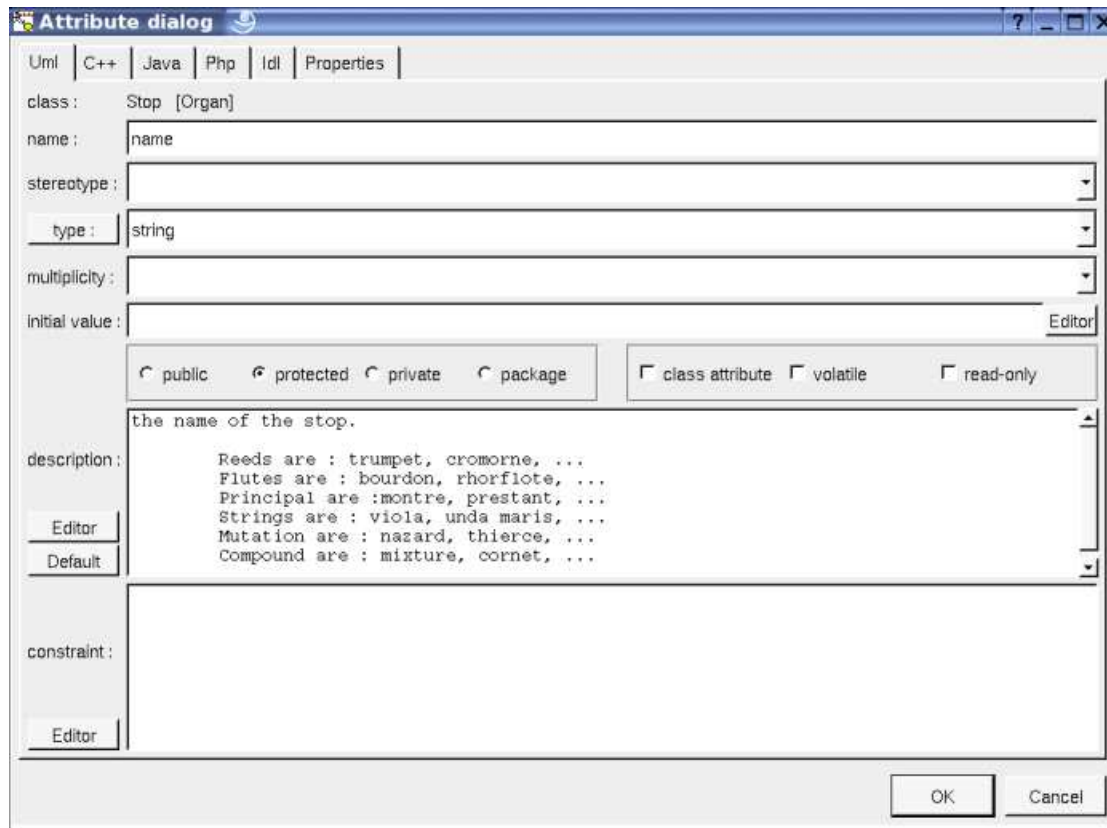 Attribute dialog ?
Uml C++ Java Php Idl Properties
class : Stop [Organ]
name : name
stereotype :
type : string
multiplicity :
initial value : Editor
public protected private package class attribute volatile read-only
the name of the stop.
description :
Reeds are : trumpet, cromorne, ...
Flutes are : bourdon, rhorflote, ...
Principal are :montre, prestant, ...
Strings are : viola, unda maris, ...
Mutation are : nazard, thierce, ...
Compound are : mixture, cornet, ...
Editor
Default
constraint :
Editor
OK Cancel